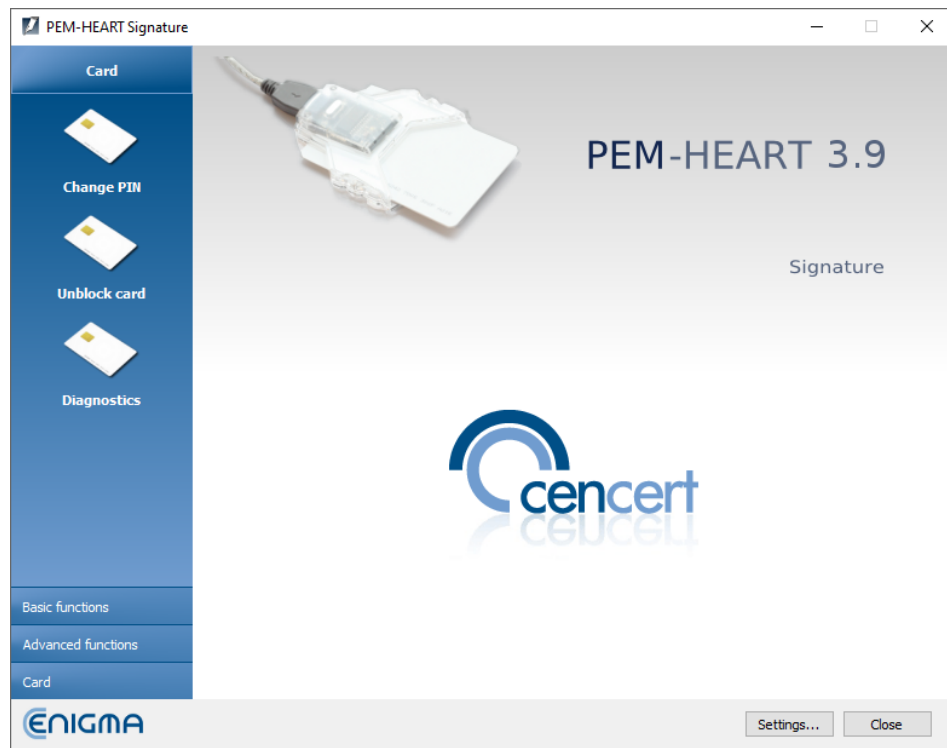 PEM-HEART Signature
Card
Change PIN
Unblock card
Diagnostics
PEM-HEART 3.9
Signature
cencert
Basic functions
Advanced functions
Card
ENIGMA
Settings...
Close